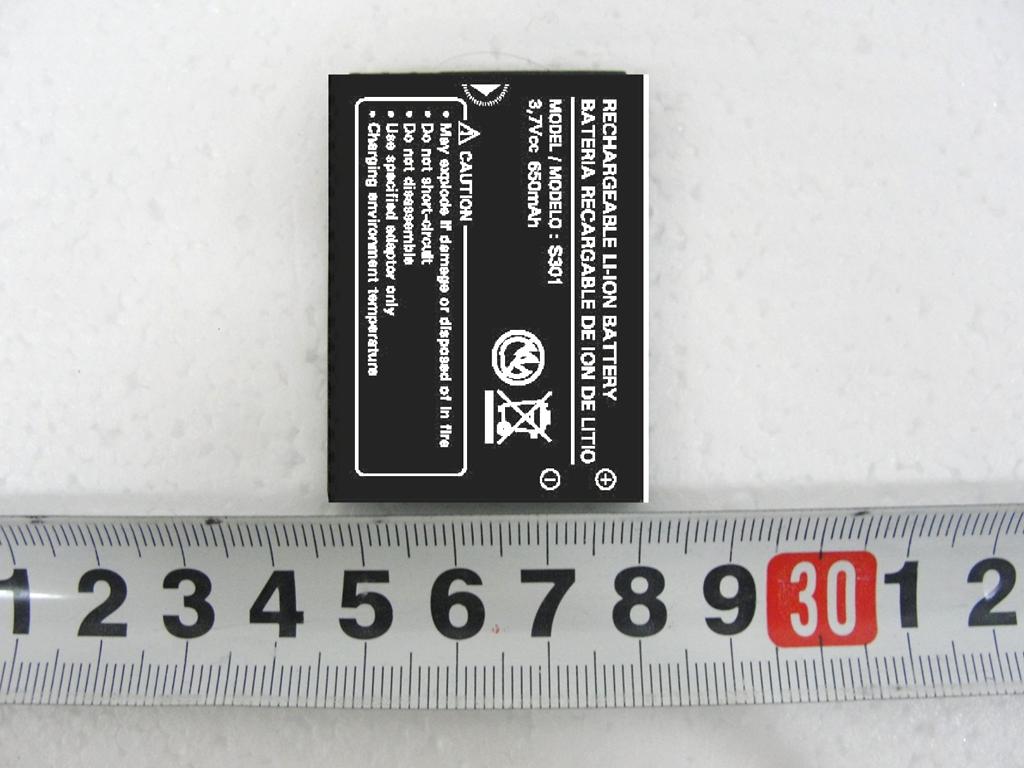 RECHARGEABLE LI-ION BATTERY
BATERIA RECARGABLE DE ION DE LITIO
MODEL / MODELO : S301
3,7Vcc 650mAh
⚠ CAUTION
• May explode if damage or disposed of in fire
• Do not short-circuit
• Do not disassemble
• Use specified adaptor only
• Charging environment temperature
1 2 3 4 5 6 7 8 9 30 1 2